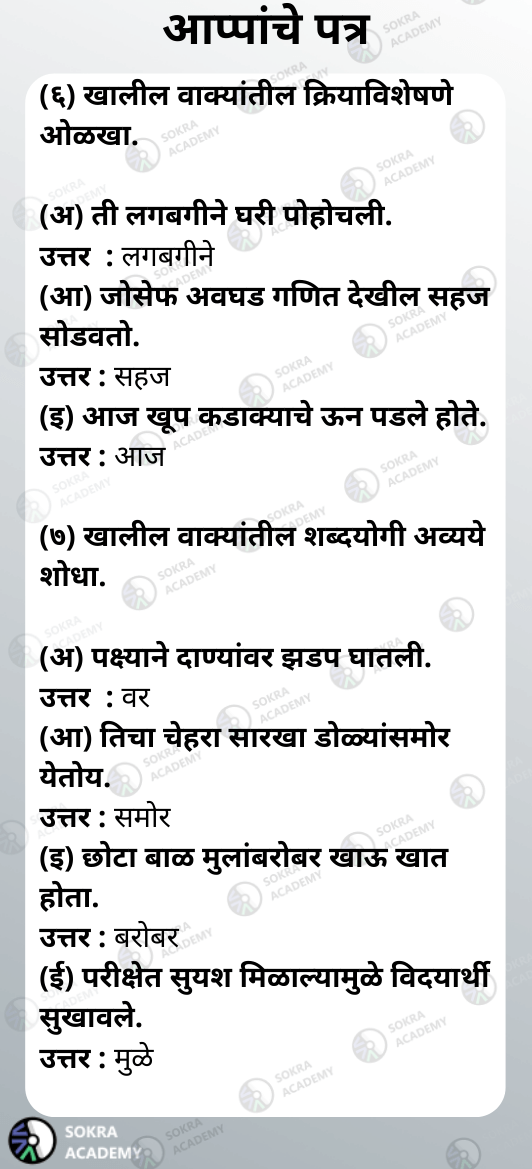 आप्पांचे पत्र
(६) खालील वाक्यांतील क्रियाविशेषणे
ओळखा.
(अ) ती लगबगीने घरी पोहोचली.
उत्तर : लगबगीने
(आ) जोसेफ अवघड गणित देखील सहज
सोडवतो.
उत्तर : सहज
(इ) आज खूप कडाक्याचे ऊन पडले होते.
उत्तर : आज
(७) खालील वाक्यांतील शब्दयोगी अव्यये
शोधा.
(अ) पक्ष्याने दाण्यांवर झडप घातली.
उत्तर : वर
(आ) तिचा चेहरा सारखा डोळ्यांसमोर
येतोय.
उत्तर : समोर
(इ) छोटा बाळ मुलांबरोबर खाऊ खात
होता.
उत्तर : बरोबर
(ई) परीक्षेत सुयश मिळाल्यामुळे विदयार्थी
सुखावले.
उत्तर : मुळे
SOKRA
ACADEMY